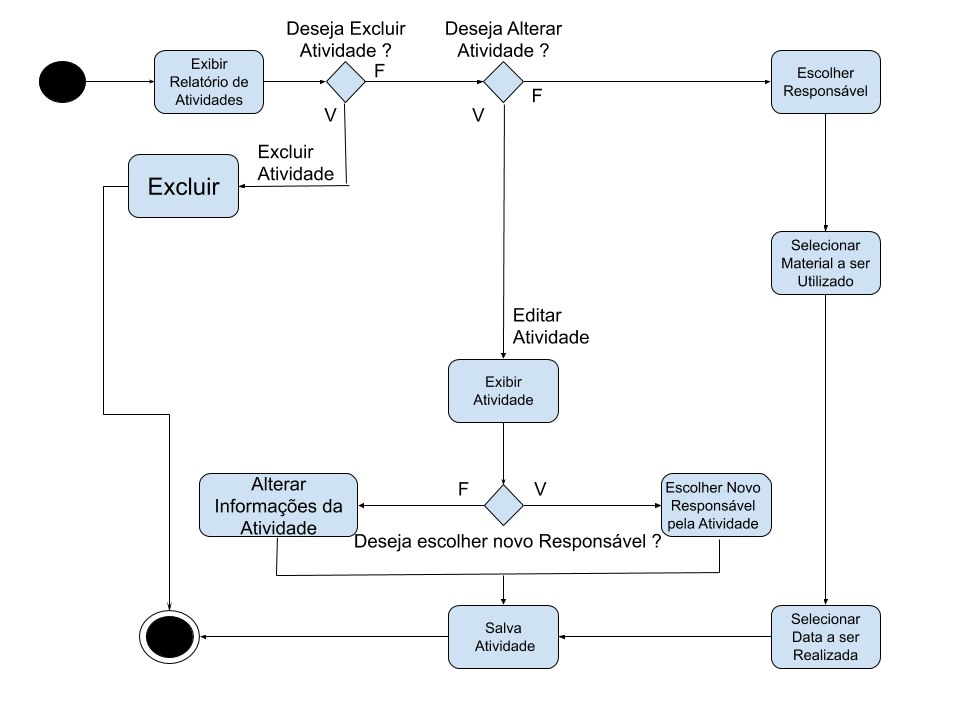 Deseja Excluir
Atividade ?
Deseja Alterar
Atividade ?
Exibir
Relatório de
Atividades
F
F
V
V
Escolher
Responsável
Excluir
Atividade
Excluir
Selecionar
Material a ser
Utilizado
Editar
Atividade
Exibir
Atividade
Alterar
Informações da
Atividade
F
V
Escolher Novo
Responsável
pela Atividade
Deseja escolher novo Responsável ?
Salva
Atividade
Selecionar
Data a ser
Realizada